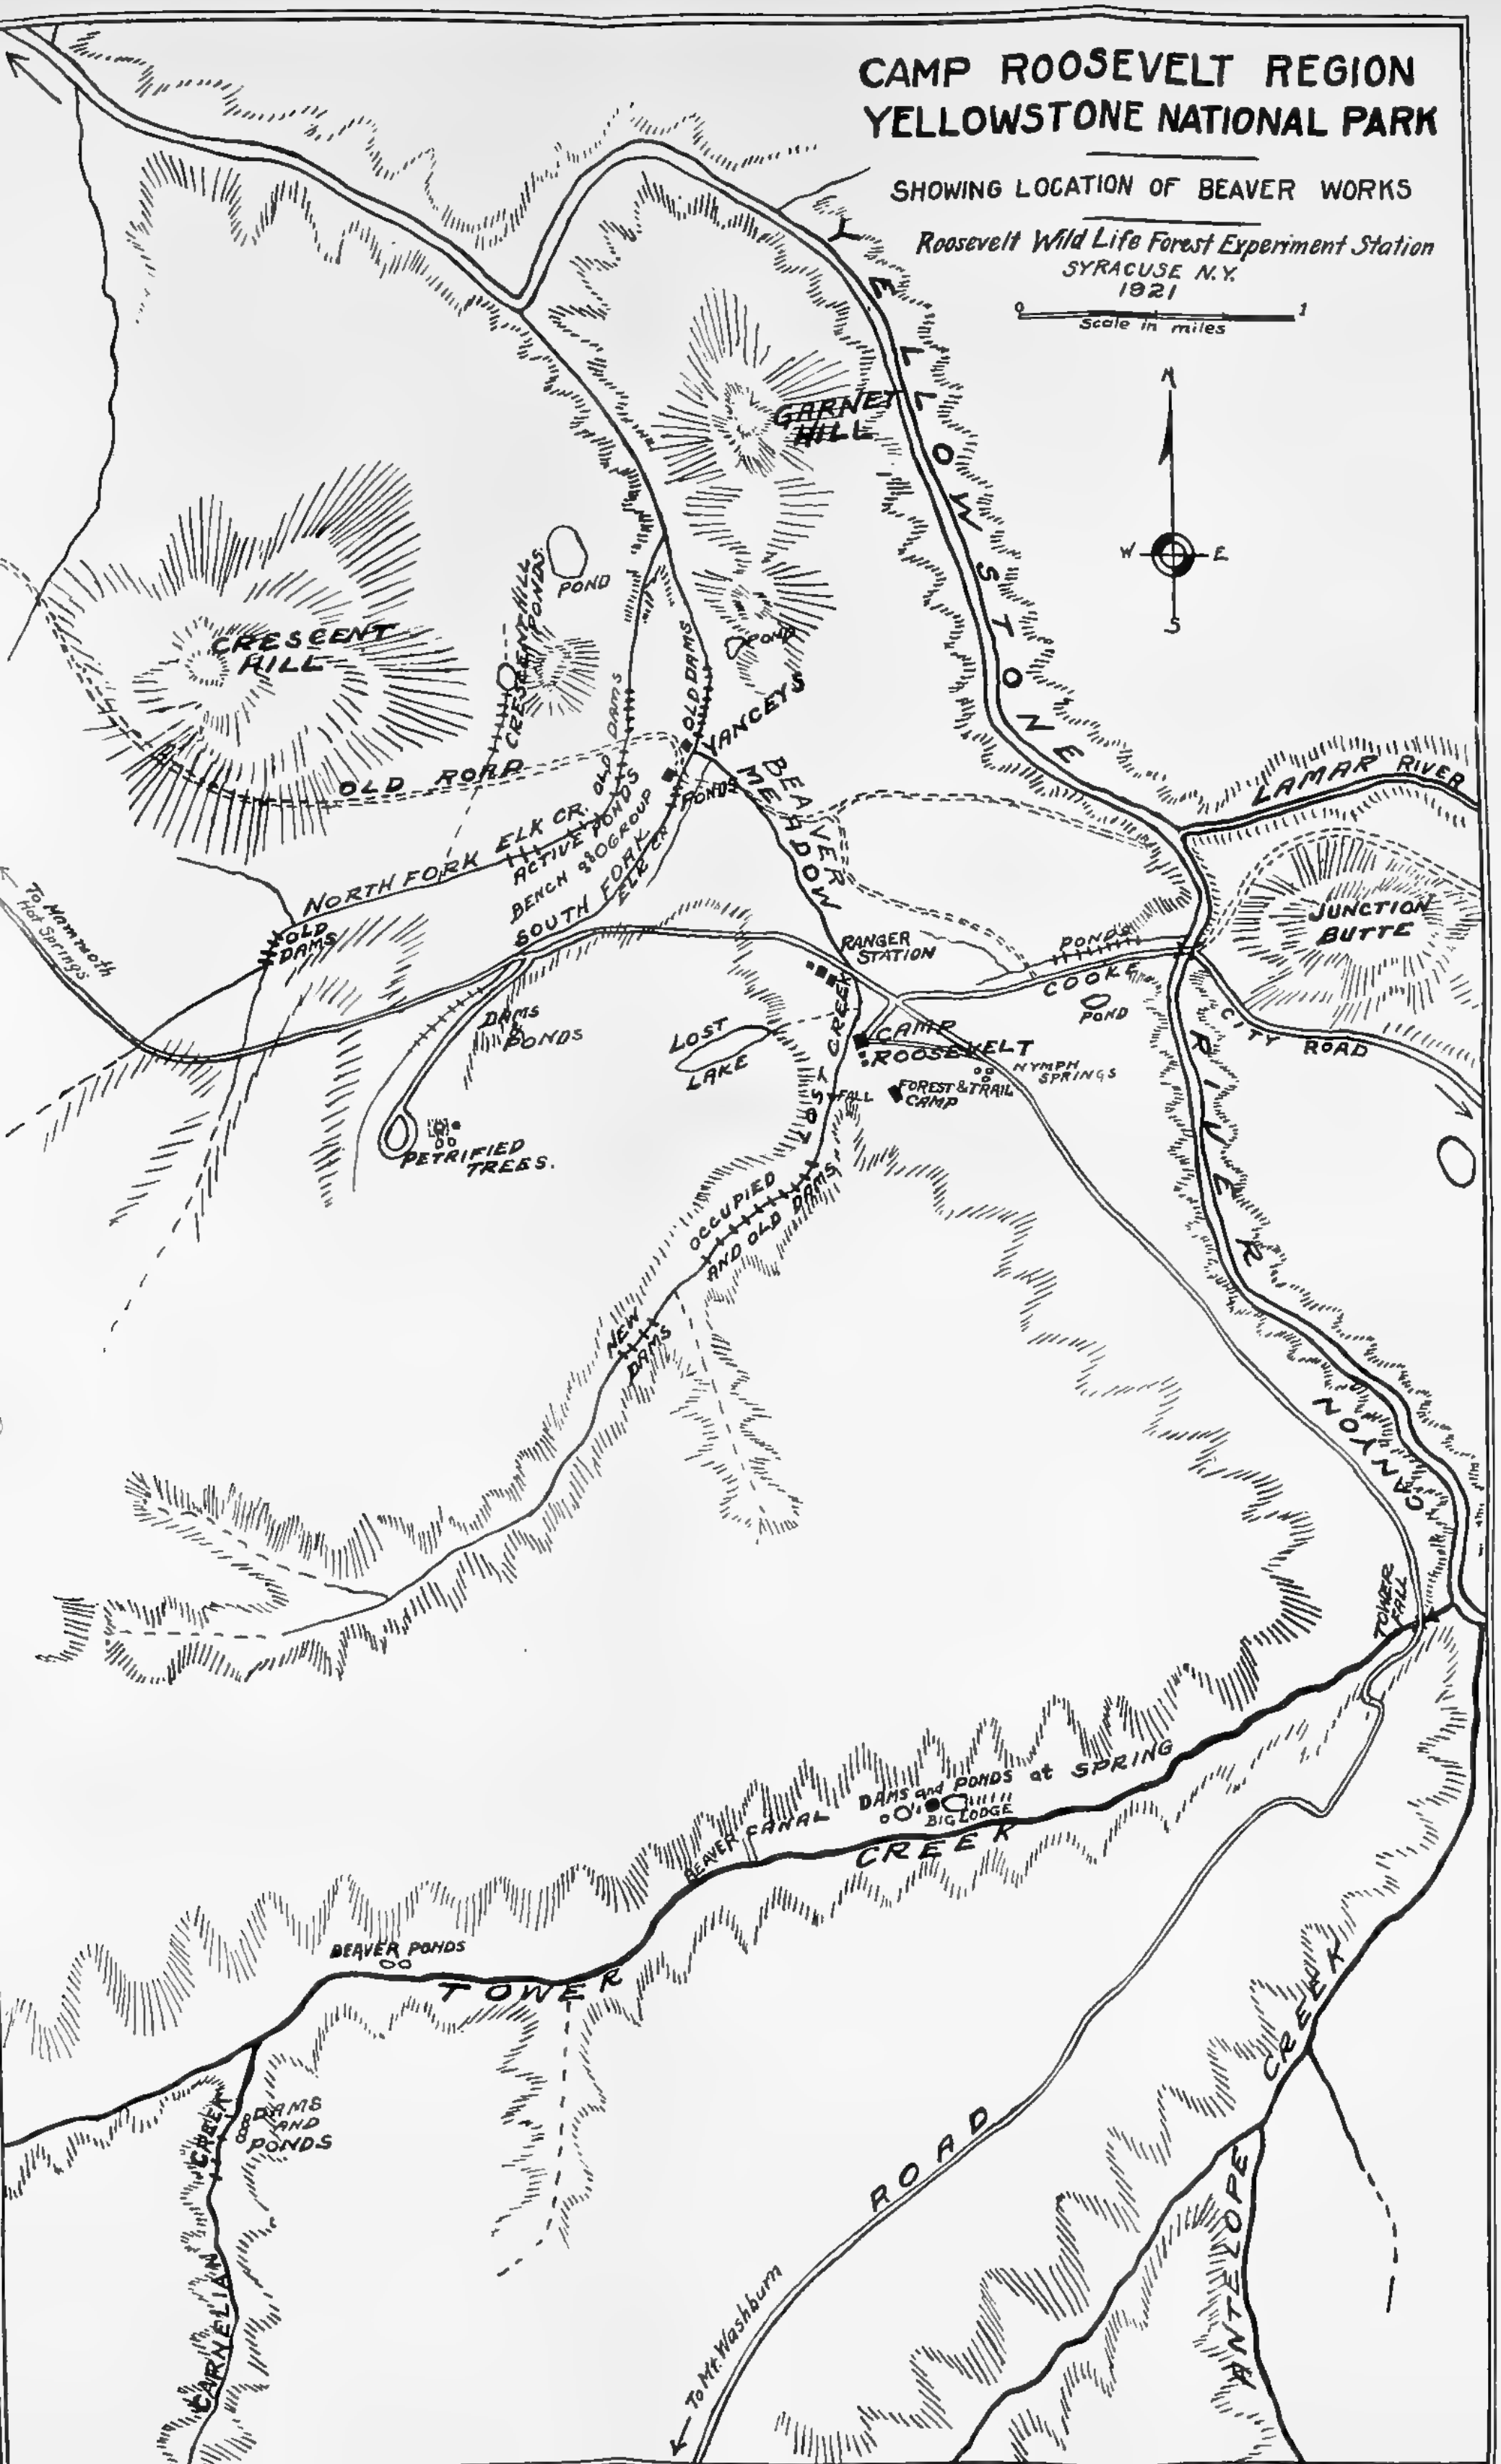 CAMP ROOSEVELT REGION
YELLOWSTONE NATIONAL PARK
SHOWING LOCATION OF BEAVER WORKS
Roosevelt Wild Life Forest Experiment Station
SYRACUSE N.Y.
1921
0 1
Scale in miles
N
W E
S
YELLOWSTONE
RIVER
GARNET
HILL
CRESCENT
HILL
CRESCENT HILL
PONDS.
POND
POND
OLD DAMS
OLD DAMS
YANCEYS
OLD ROAD
BEAVER
MEADOW
PONDS
NORTH FORK ELK CR.
ACTIVE PONDS
BENCH GROUP
SOUTH FORK
ELK CR
OLD
DAMS
To Mammoth
Hot Springs
LAMAR RIVER
JUNCTION
BUTTE
RANGER
STATION
PONDS
COOKE
CITY ROAD
POND
LOST
LAKE
CAMP
ROOSEVELT
NYMPH
SPRINGS
FOREST & TRAIL
CAMP
LOST CREEK
FALL
DAMS
& PONDS
PETRIFIED
TREES.
OCCUPIED
AND OLD DAMS
NEW
DAMS
CANYON
TOWER
FALL
DAMS and PONDS at SPRING
BIG LODGE
BEAVER CANAL
TOWER CREEK
BEAVER PONDS
DAMS
AND
PONDS
CARNELIAN CREEK
ROAD
To Mt. Washburn
ANTELOPE CREEK